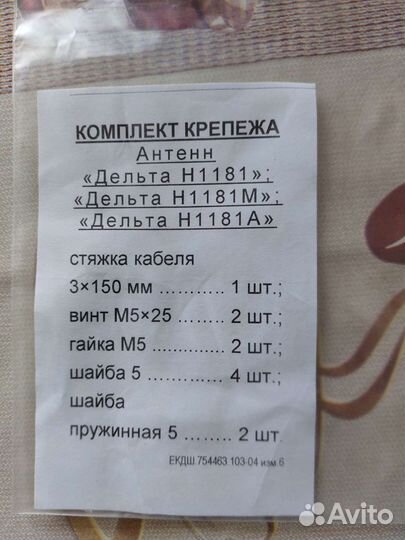 КОМПЛЕКТ КРЕПЕЖА
Антенн
«Дельта Н1181»;
«Дельта Н1181М»;
«Дельта Н1181А»
стяжка кабеля
3×150 мм ........... 1 шт.;
винт М5×25 ........ 2 шт.;
гайка М5 ............ 2 шт.;
шайба 5 ............. 4 шт.;
шайба
пружинная 5 ........ 2 шт.
ЕКДШ.754463.103-04 изм.6
Avito